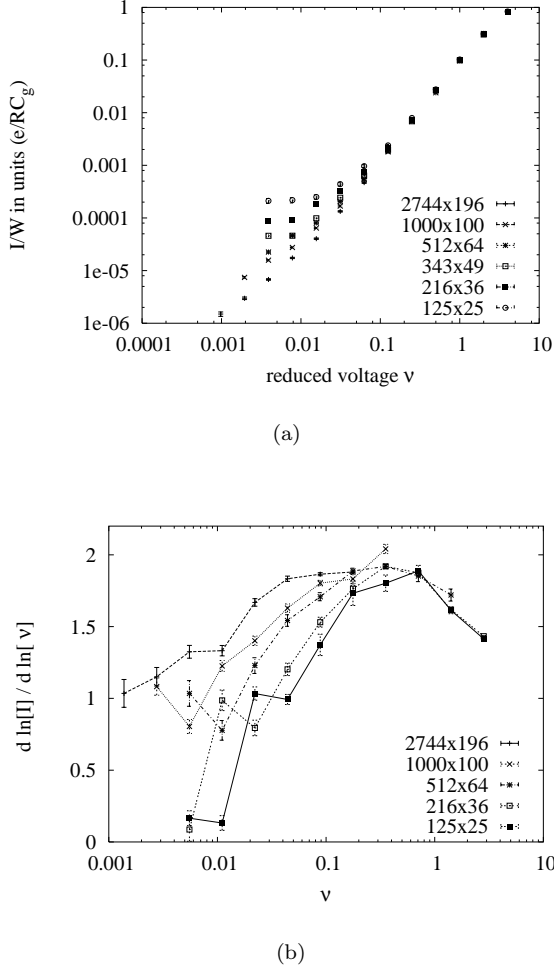 1
0.1
0.01
0.001
0.0001
1e-05
1e-06
I/W in units (e/RC_g)
0.0001
0.001
0.01
0.1
1
10
reduced voltage ν
2744x196
1000x100
512x64
343x49
216x36
125x25
(a)
2
1.5
1
0.5
0
d ln[I] / d ln[ ν]
0.001
0.01
0.1
1
10
ν
2744x196
1000x100
512x64
216x36
125x25
(b)